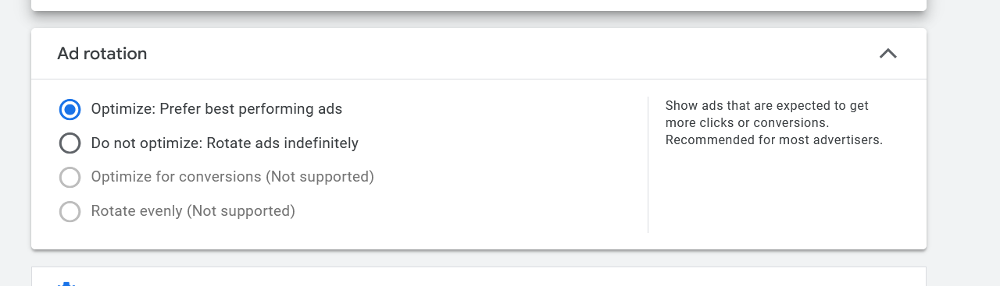 Ad rotation
Optimize: Prefer best performing ads
Do not optimize: Rotate ads indefinitely
Optimize for conversions (Not supported)
Rotate evenly (Not supported)
Show ads that are expected to get
more clicks or conversions.
Recommended for most advertisers.